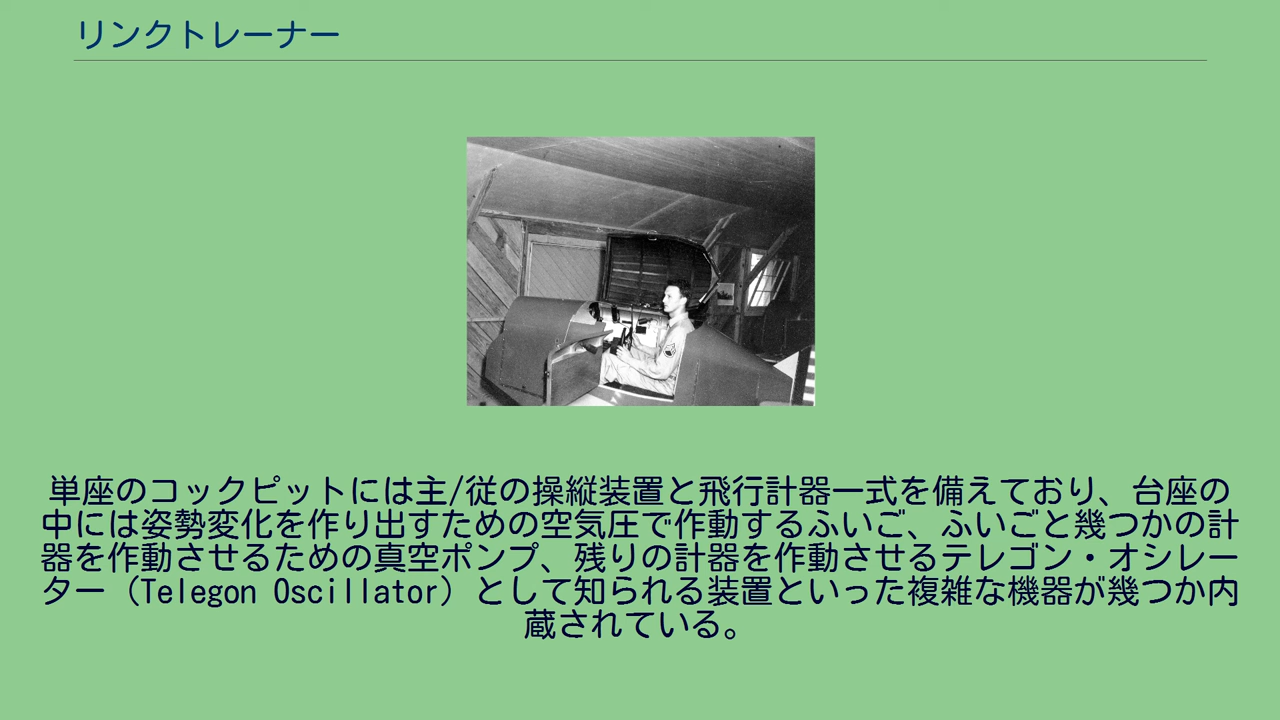 リンクトレーナー
単座のコックピットには主/従の操縦装置と飛行計器一式を備えており、台座の
中には姿勢変化を作り出すための空気圧で作動するふいご、ふいごと幾つかの計
器を作動させるための真空ポンプ、残りの計器を作動させるテレゴン・オシレー
ター（Telegon Oscillator）として知られる装置といった複雑な機器が幾つか内
蔵されている。